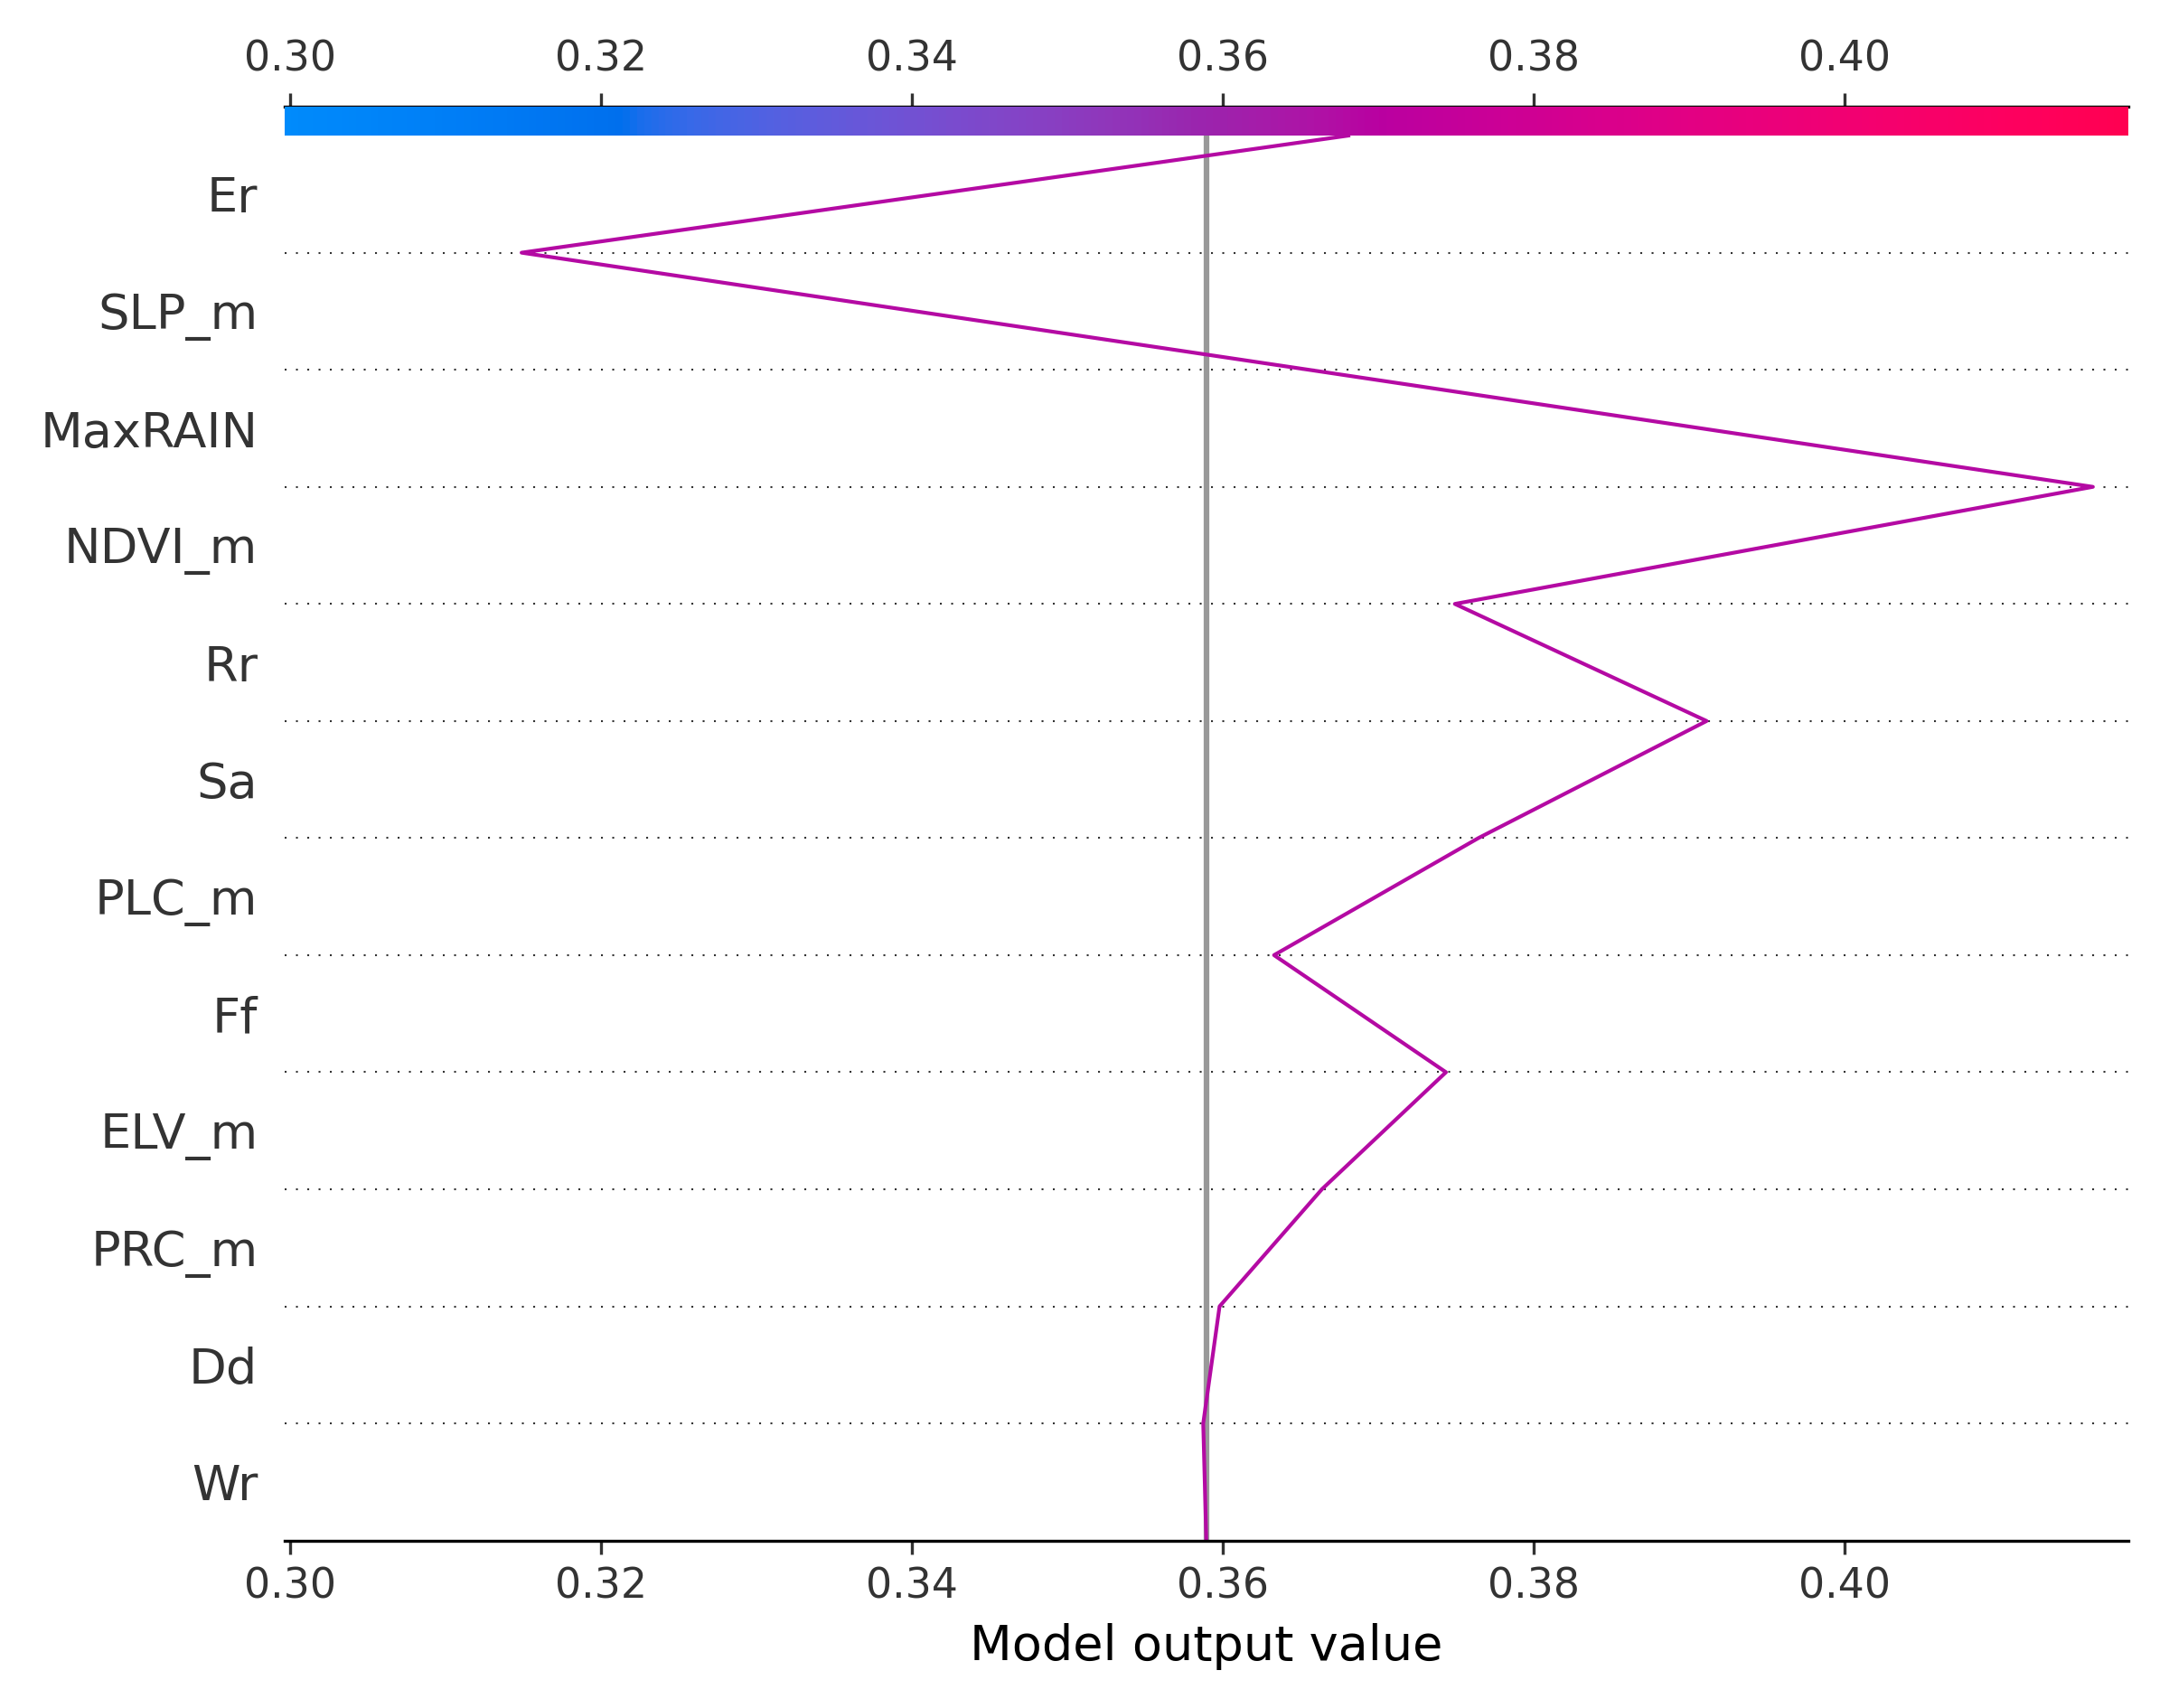 0.30 0.32 0.34 0.36 0.38 0.40
Er
SLP_m
MaxRAIN
NDVI_m
Rr
Sa
PLC_m
Ff
ELV_m
PRC_m
Dd
Wr
0.30 0.32 0.34 0.36 0.38 0.40
Model output value